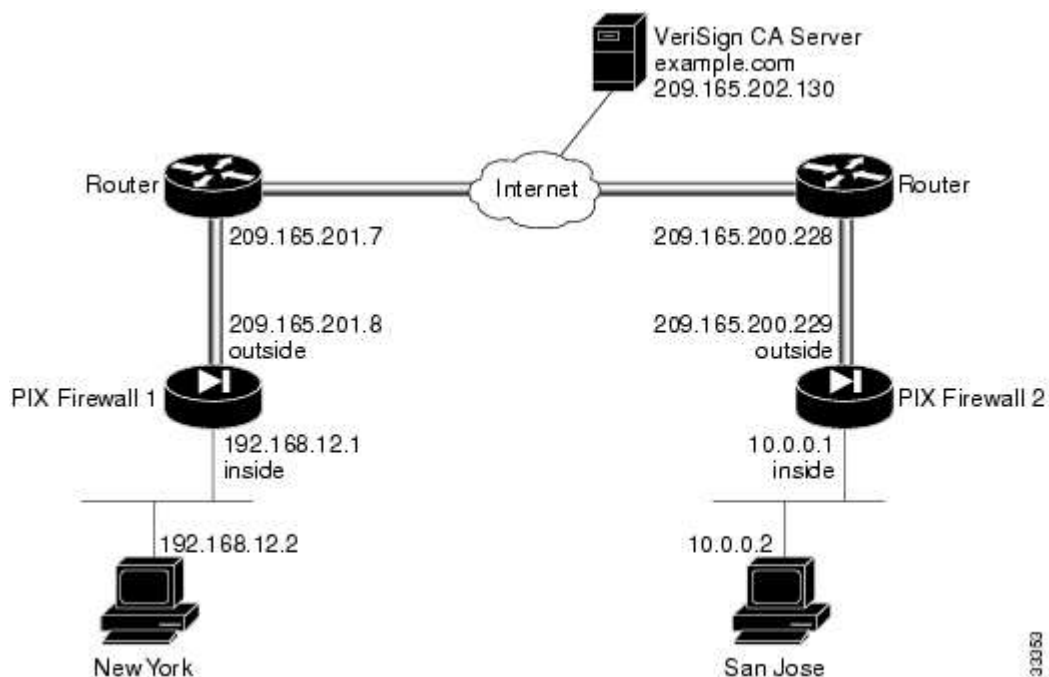 VeriSign CA Server
example.com
209.165.202.130
Router
Internet
Router
209.165.201.7
209.165.200.228
209.165.201.8
outside
209.165.200.229
outside
PIX Firewall 1
PIX Firewall 2
192.168.12.1
inside
10.0.0.1
inside
192.168.12.2
10.0.0.2
New York
San Jose
33353